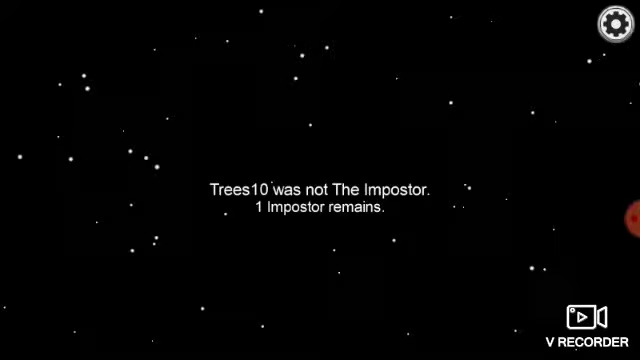 Trees10 was not The Impostor.
1 Impostor remains.
V RECORDER